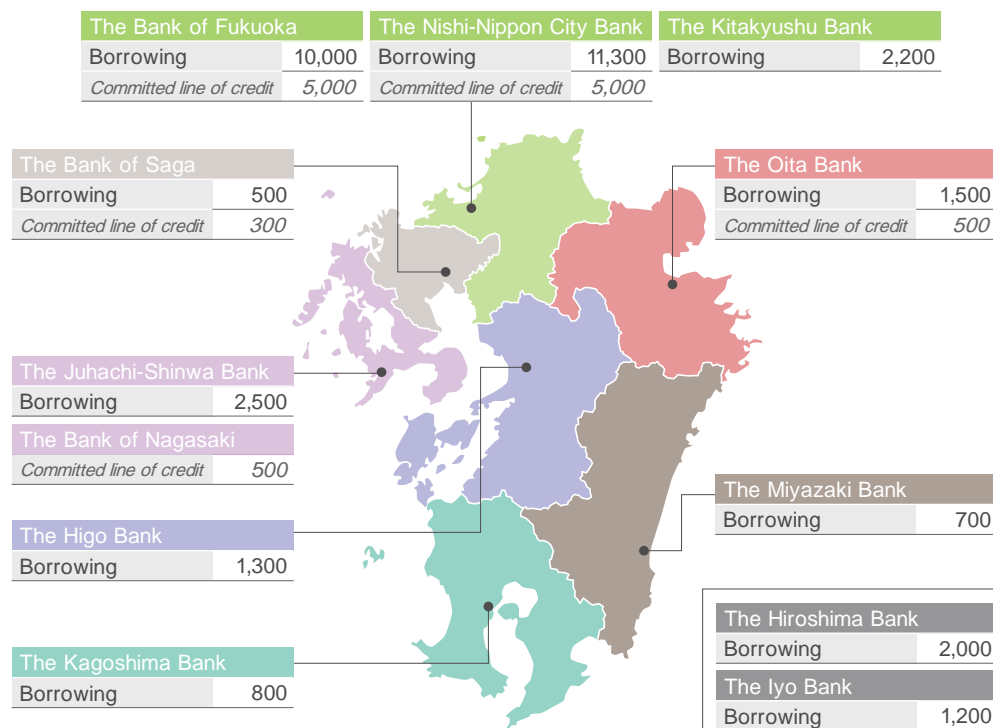 The Bank of Fukuoka
Borrowing 10,000
Committed line of credit 5,000
The Nishi-Nippon City Bank
Borrowing 11,300
Committed line of credit 5,000
The Kitakyushu Bank
Borrowing 2,200
The Bank of Saga
Borrowing 500
Committed line of credit 300
The Oita Bank
Borrowing 1,500
Committed line of credit 500
The Juhachi-Shinwa Bank
Borrowing 2,500
The Bank of Nagasaki
Committed line of credit 500
The Miyazaki Bank
Borrowing 700
The Higo Bank
Borrowing 1,300
The Hiroshima Bank
Borrowing 2,000
The Kagoshima Bank
Borrowing 800
The Iyo Bank
Borrowing 1,200